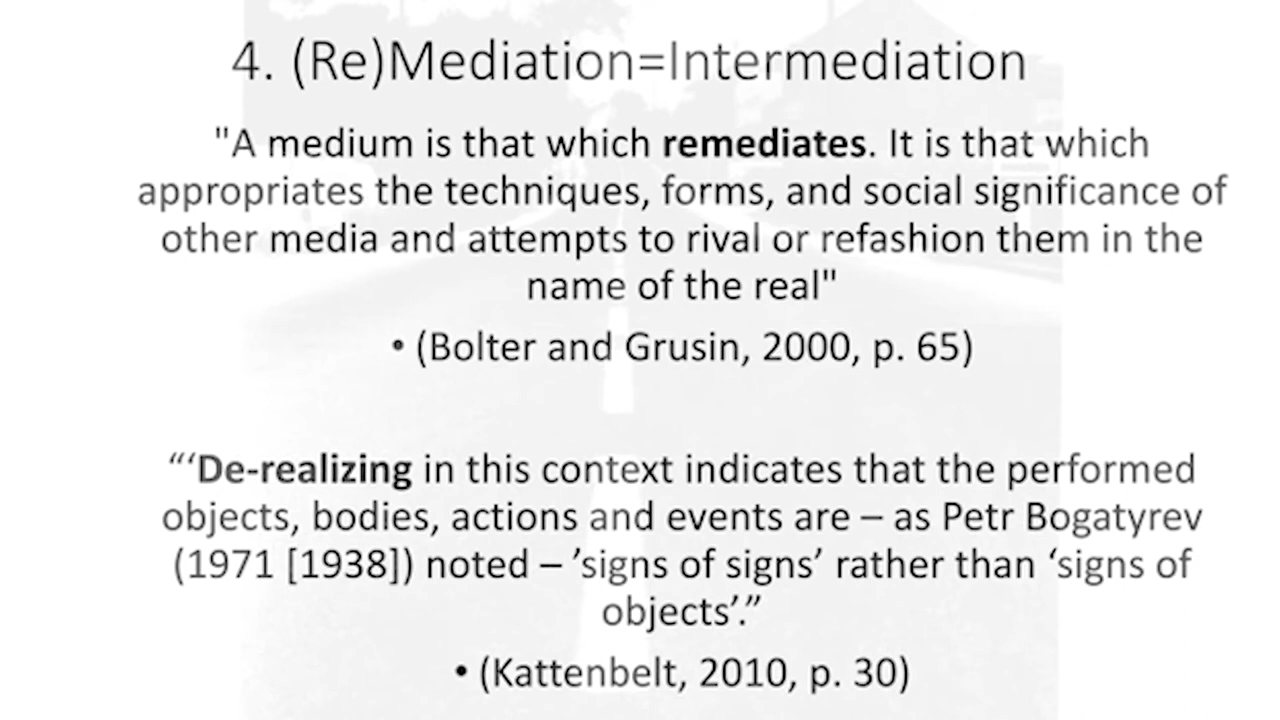 4. (Re)Mediation=Intermediation
"A medium is that which remediates. It is that which
appropriates the techniques, forms, and social significance of
other media and attempts to rival or refashion them in the
name of the real"
• (Bolter and Grusin, 2000, p. 65)
“‘De-realizing in this context indicates that the performed
objects, bodies, actions and events are – as Petr Bogatyrev
(1971 [1938]) noted – ’signs of signs’ rather than ‘signs of
objects’.”
• (Kattenbelt, 2010, p. 30)